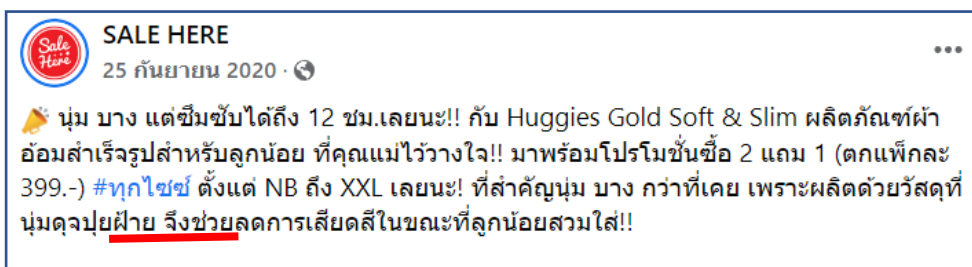 Sale
Here
SALE HERE
25 กันยายน 2020 ·
นุ่ม บาง แต่ซึมซับได้ถึง 12 ชม.เลยนะ!! กับ Huggies Gold Soft & Slim ผลิตภัณฑ์ผ้า
อ้อมสำเร็จรูปสำหรับลูกน้อย ที่คุณแม่ไว้วางใจ!! มาพร้อมโปรโมชั่นซื้อ 2 แถม 1 (ตกแพ็กละ
399.-) #ทุกไซซ์ ตั้งแต่ NB ถึง XXL เลยนะ! ที่สำคัญนุ่ม บาง กว่าที่เคย เพราะผลิตด้วยวัสดุที่
นุ่มดุจปุยฝ้าย จึงช่วยลดการเสียดสีในขณะที่ลูกน้อยสวมใส่!!